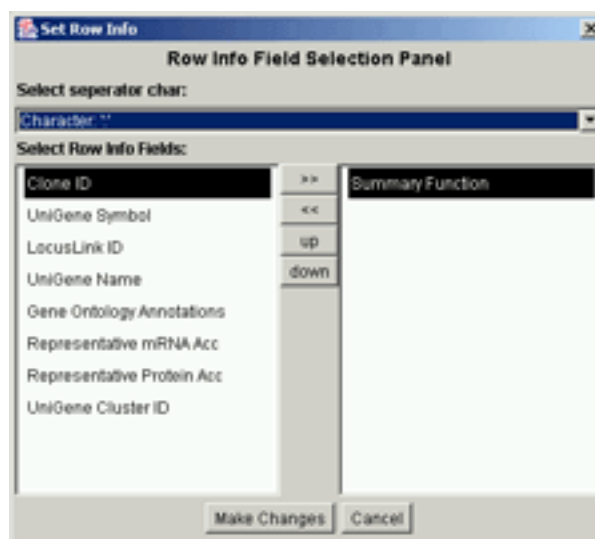 Set Row Info
Row Info Field Selection Panel
Select seperator char:
Select Row Info Fields:
Clone ID
UniGene Symbol
LocusLink ID
UniGene Name
Gene Ontology Annotations
Representative mRNA Acc
Representative Protein Acc
UniGene Cluster ID
>>
<<
up
down
Summary Function
Make Changes
Cancel